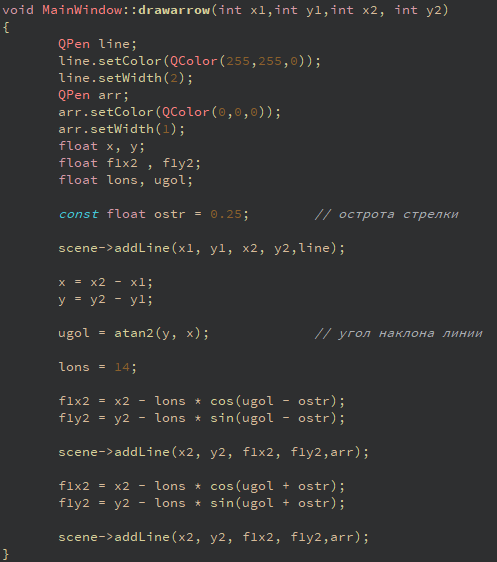 void MainWindow::drawarrow(int x1,int y1,int x2, int y2)
{
QPen line;
line.setColor(QColor(255,255,0));
line.setWidth(2);
QPen arr;
arr.setColor(QColor(0,0,0));
arr.setWidth(1);
float x, y;
float f1x2 , f1y2;
float lons, ugol;
const float ostr = 0.25; // острота стрелки
scene->addLine(x1, y1, x2, y2,line);
x = x2 - x1;
y = y2 - y1;
ugol = atan2(y, x); // угол наклона линии
lons = 14;
f1x2 = x2 - lons * cos(ugol - ostr);
f1y2 = y2 - lons * sin(ugol - ostr);
scene->addLine(x2, y2, f1x2, f1y2,arr);
f1x2 = x2 - lons * cos(ugol + ostr);
f1y2 = y2 - lons * sin(ugol + ostr);
scene->addLine(x2, y2, f1x2, f1y2,arr);
}